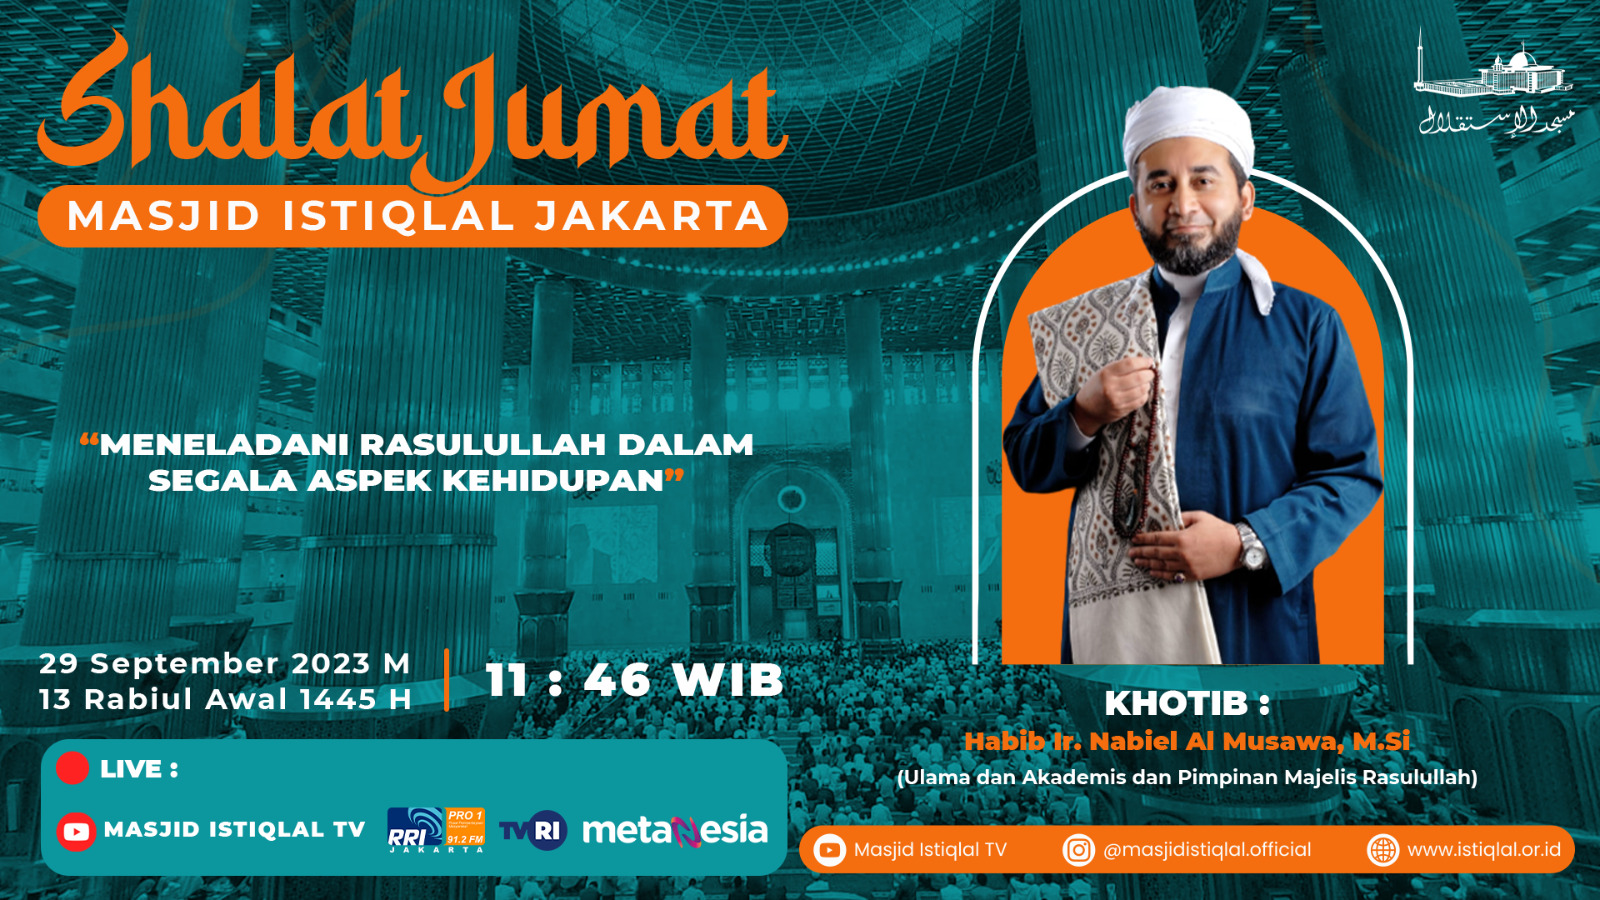 Shalat Jumat
MASJID ISTIQLAL JAKARTA
مسجد الإستقلال
“MENELADANI RASULULLAH DALAM
SEGALA ASPEK KEHIDUPAN”
29 September 2023 M
13 Rabiul Awal 1445 H
11 : 46 WIB
LIVE :
MASJID ISTIQLAL TV
RRI
JAKARTA
PRO 1
91.2 FM
TVRI
metaNesia
KHOTIB :
Habib Ir. Nabiel Al Musawa, M.Si
(Ulama dan Akademis dan Pimpinan Majelis Rasulullah)
Masjid Istiqlal TV
@masjidistiqlal.official
www.istiqlal.or.id